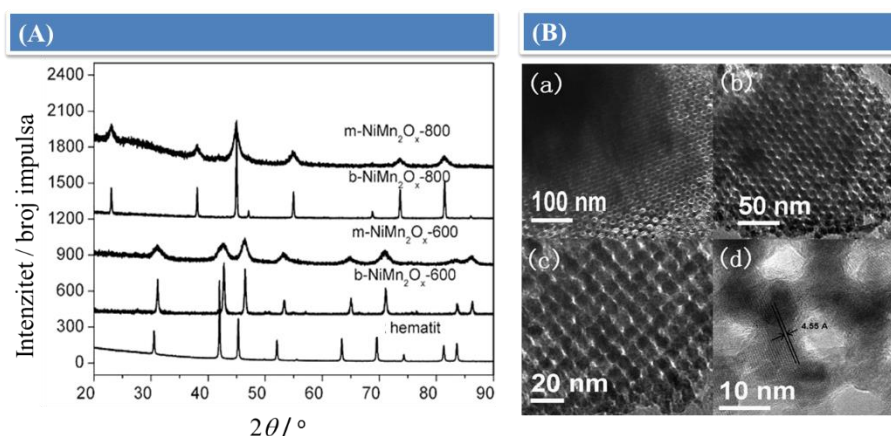 (A)
Intenzitet / broj impulsa
2400
2100
1800
1500
1200
900
600
300
0
m-NiMn₂Oₓ-800
b-NiMn₂Oₓ-800
m-NiMn₂Oₓ-600
b-NiMn₂Oₓ-600
hematit
20 30 40 50 60 70 80 90
2θ / °
(B)
(a)
100 nm
(b)
50 nm
(c)
20 nm
(d)
4.55 A
10 nm